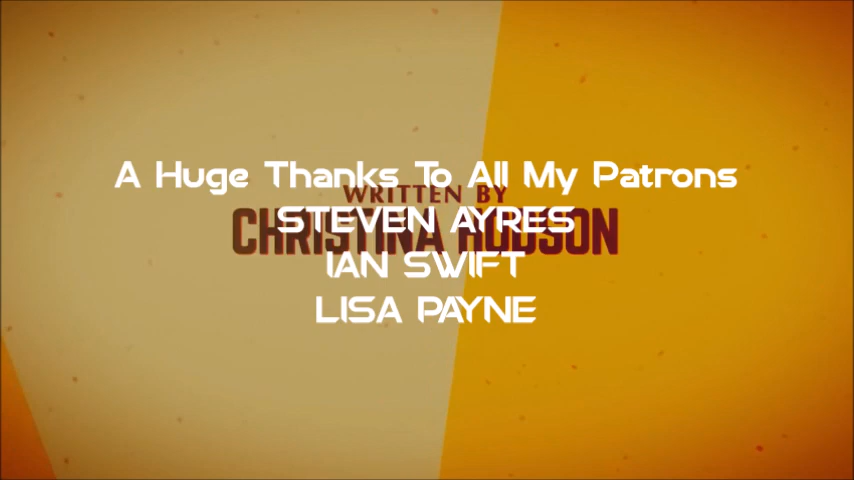 A Huge Thanks To All My Patrons
WRITTEN BY
STEVEN AYRES
CHRISTINA HODSON
IAN SWIFT
LISA PAYNE